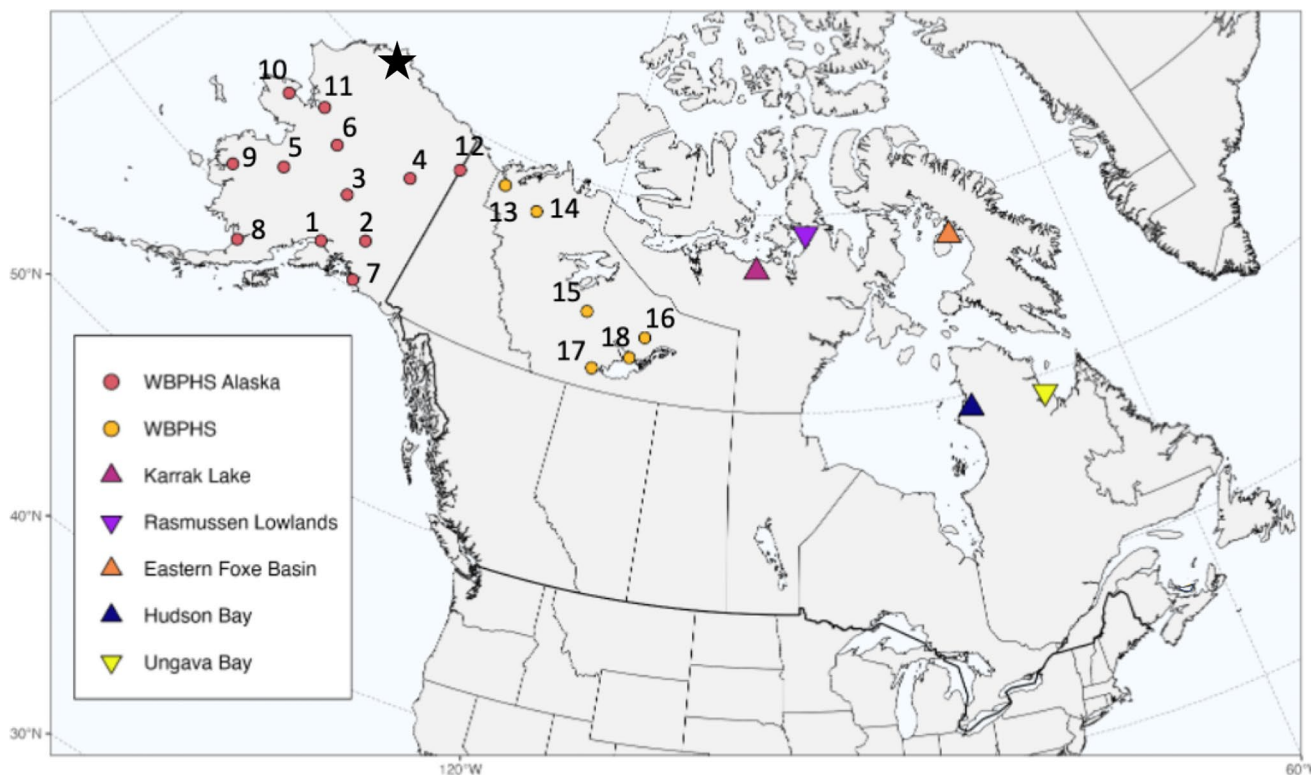 10
11
6
12
9
5
4
3
13
14
8
1
2
7
50°N
15
16
18
17
WBPHS Alaska
WBPHS
Karrak Lake
Rasmussen Lowlands
Eastern Foxe Basin
Hudson Bay
Ungava Bay
40°N
30°N
120°W
60°W